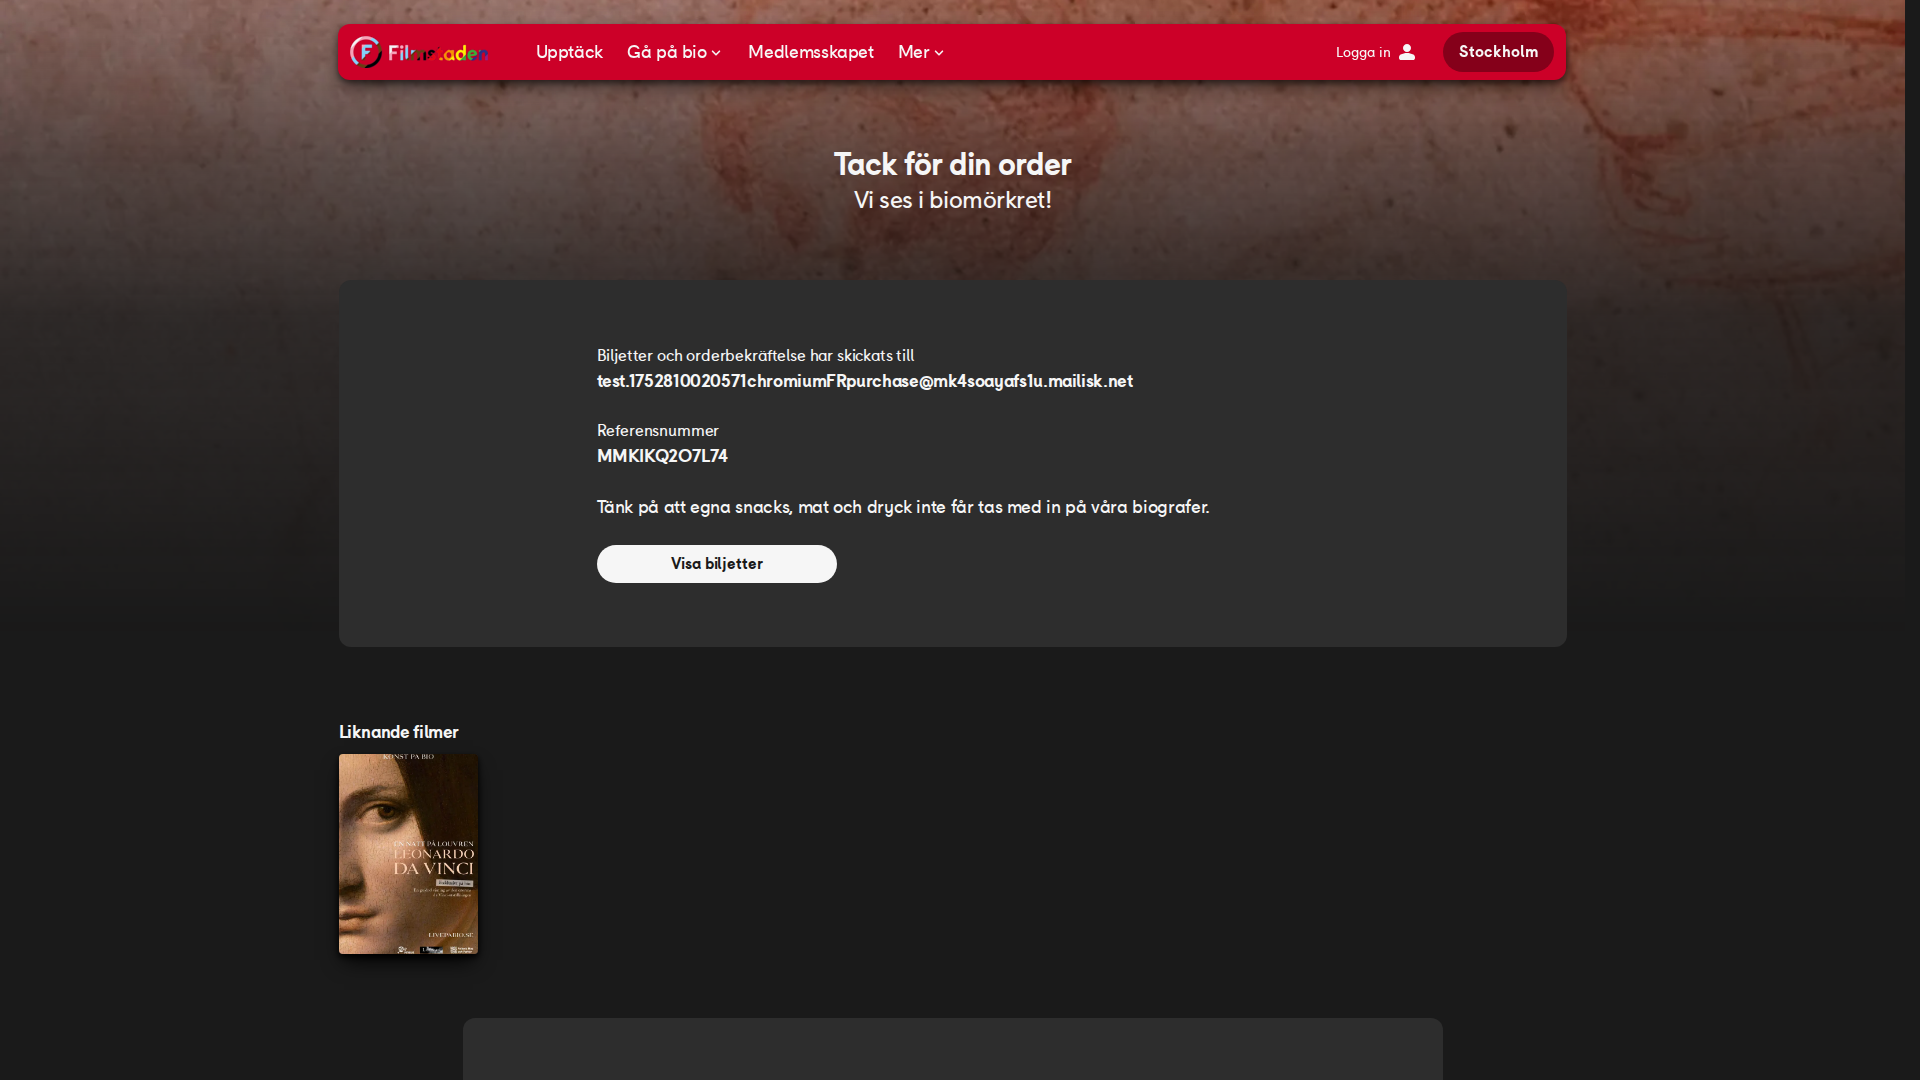 Filmstaden
Upptäck
Gå på bio
Medlemsskapet
Mer
Logga in
Stockholm
Tack för din order
Vi ses i biomörkret!
Biljetter och orderbekräftelse har skickats till
test.1752810020571chromiumFRpurchase@mk4soayafs1u.mailisk.net
Referensnummer
MMKIKQ2O7L74
Tänk på att egna snacks, mat och dryck inte får tas med in på våra biografer.
Visa biljetter
Liknande filmer
KONST PÅ BIO
EN NATT PÅ LOUVREN
LEONARDO
DA VINCI
LIVEPABIO.SE